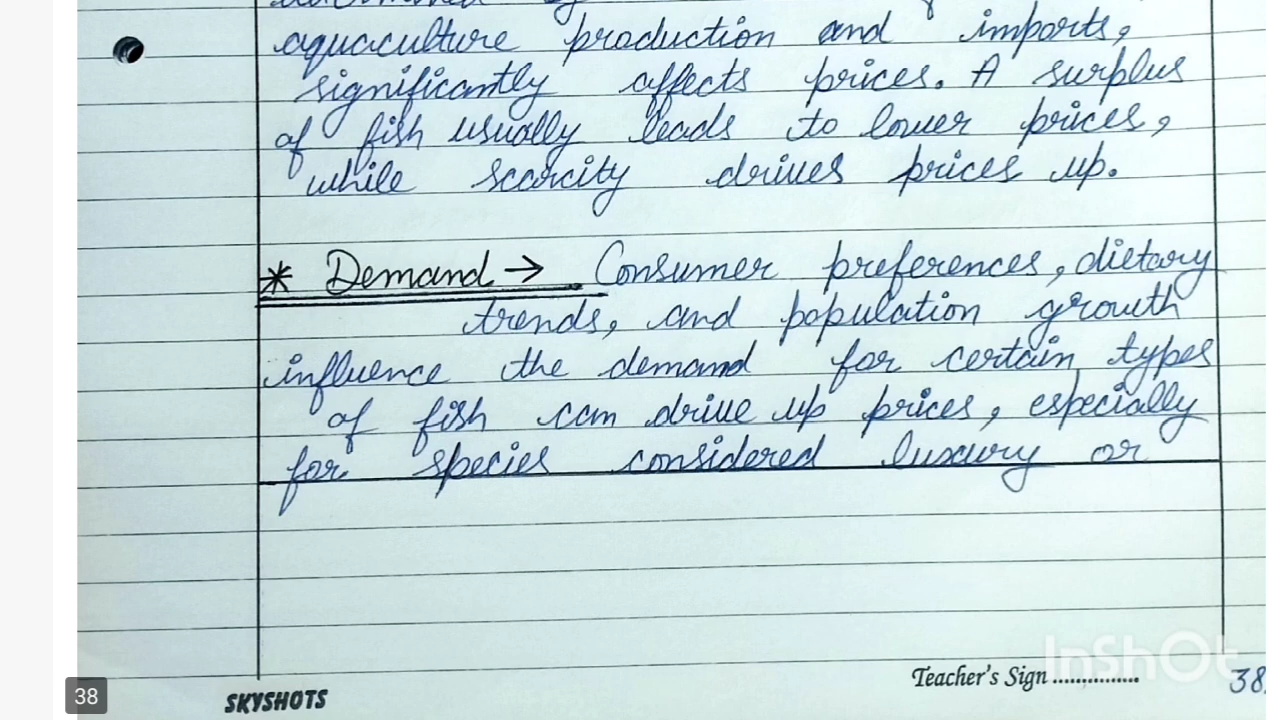 aquaculture production and imports,
significantly affects prices. A surplus
of fish usually leads to lower prices,
while scarcity drives prices up.
* Demand → Consumer preferences, dietary
trends, and population growth
influence the demand for certain types
of fish can drive up prices, especially
for species considered luxury or
InShOt
Teacher's Sign ...............
38
38
SKYSHOTS